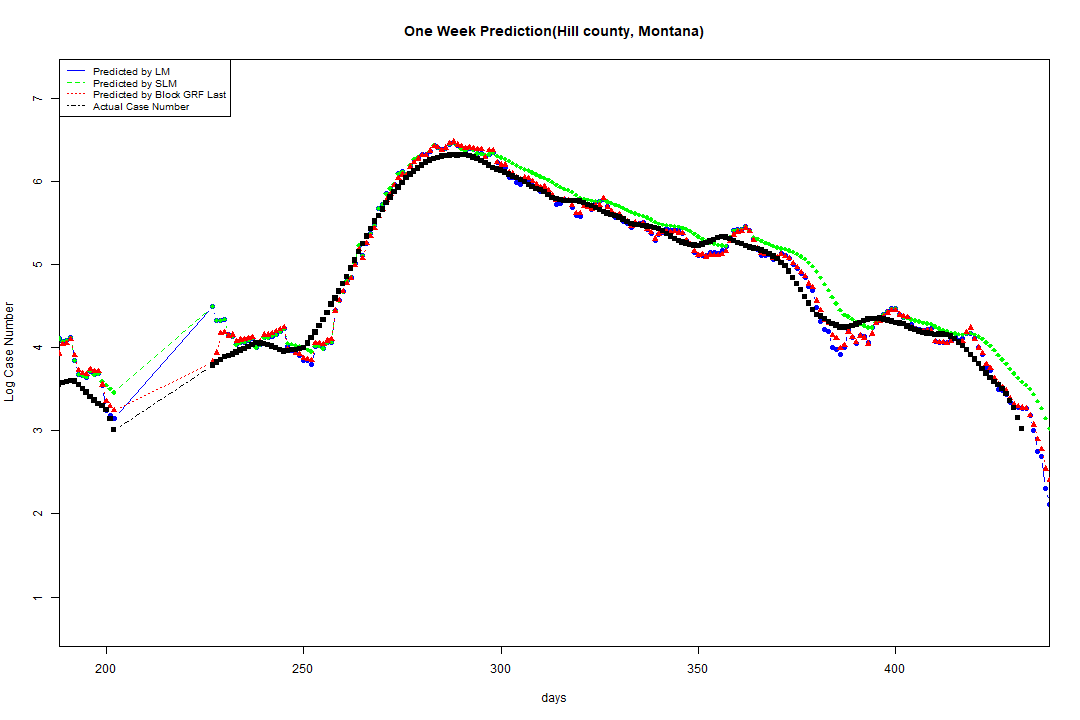 One Week Prediction(Hill county, Montana)
Predicted by LM
Predicted by SLM
Predicted by Block GRF Last
Actual Case Number
7
6
5
4
3
2
1
Log Case Number
200 250 300 350 400
days